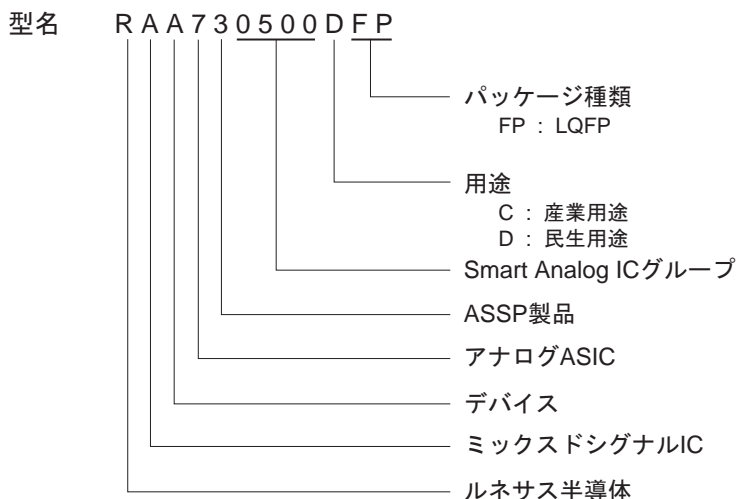 型名 RAA730500DFP
パッケージ種類
FP : LQFP
用途
C : 産業用途
D : 民生用途
Smart Analog ICグループ
ASSP製品
アナログASIC
デバイス
ミックスドシグナルIC
ルネサス半導体